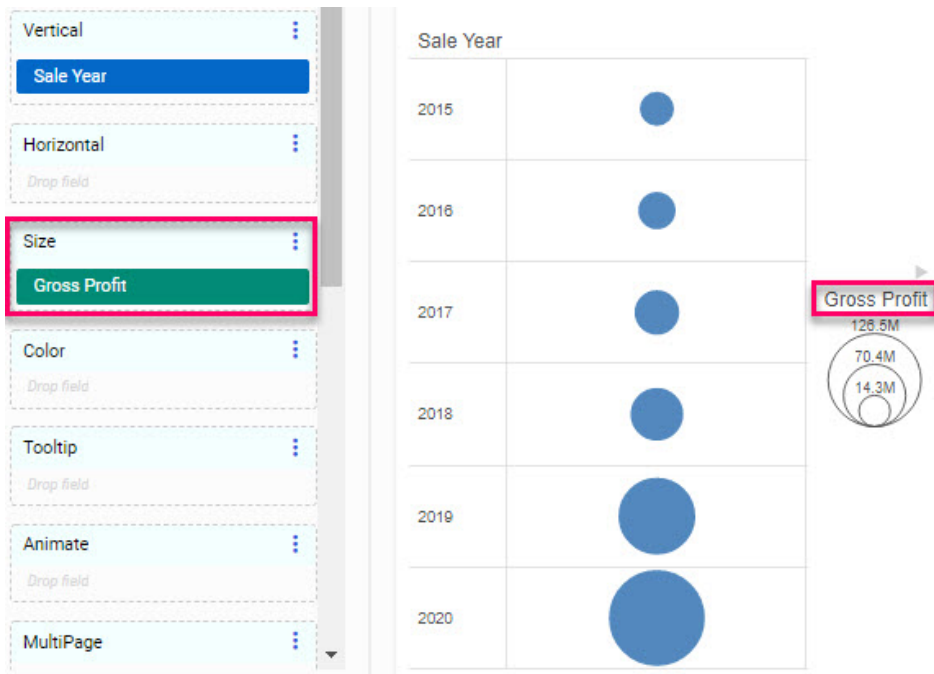 Vertical
Sale Year
Horizontal
Drop field
Size
Gross Profit
Color
Drop field
Tooltip
Drop field
Animate
Drop field
MultiPage
Sale Year
2015
2016
2017
2018
2019
2020
Gross Profit
126.5M
70.4M
14.3M